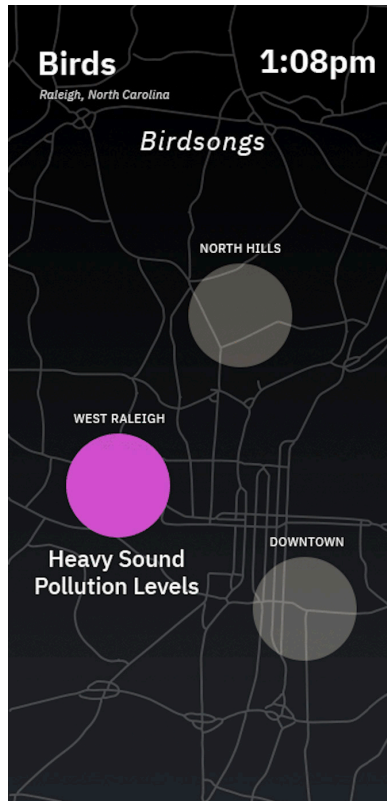 Birds
1:08pm
Raleigh, North Carolina
Birdsongs
NORTH HILLS
WEST RALEIGH
Heavy Sound
Pollution Levels
DOWNTOWN